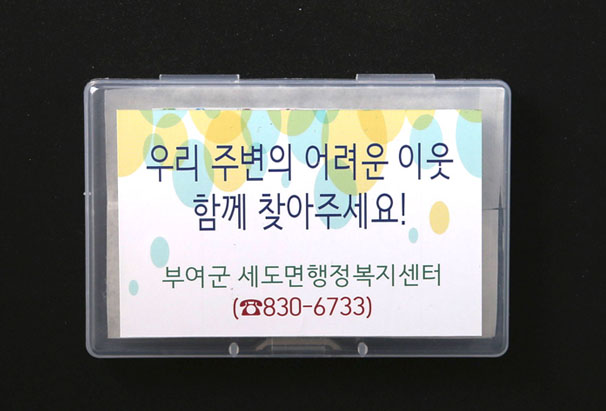 우리 주변의 어려운 이웃
함께 찾아주세요!
부여군 세도면행정복지센터
(☎830-6733)